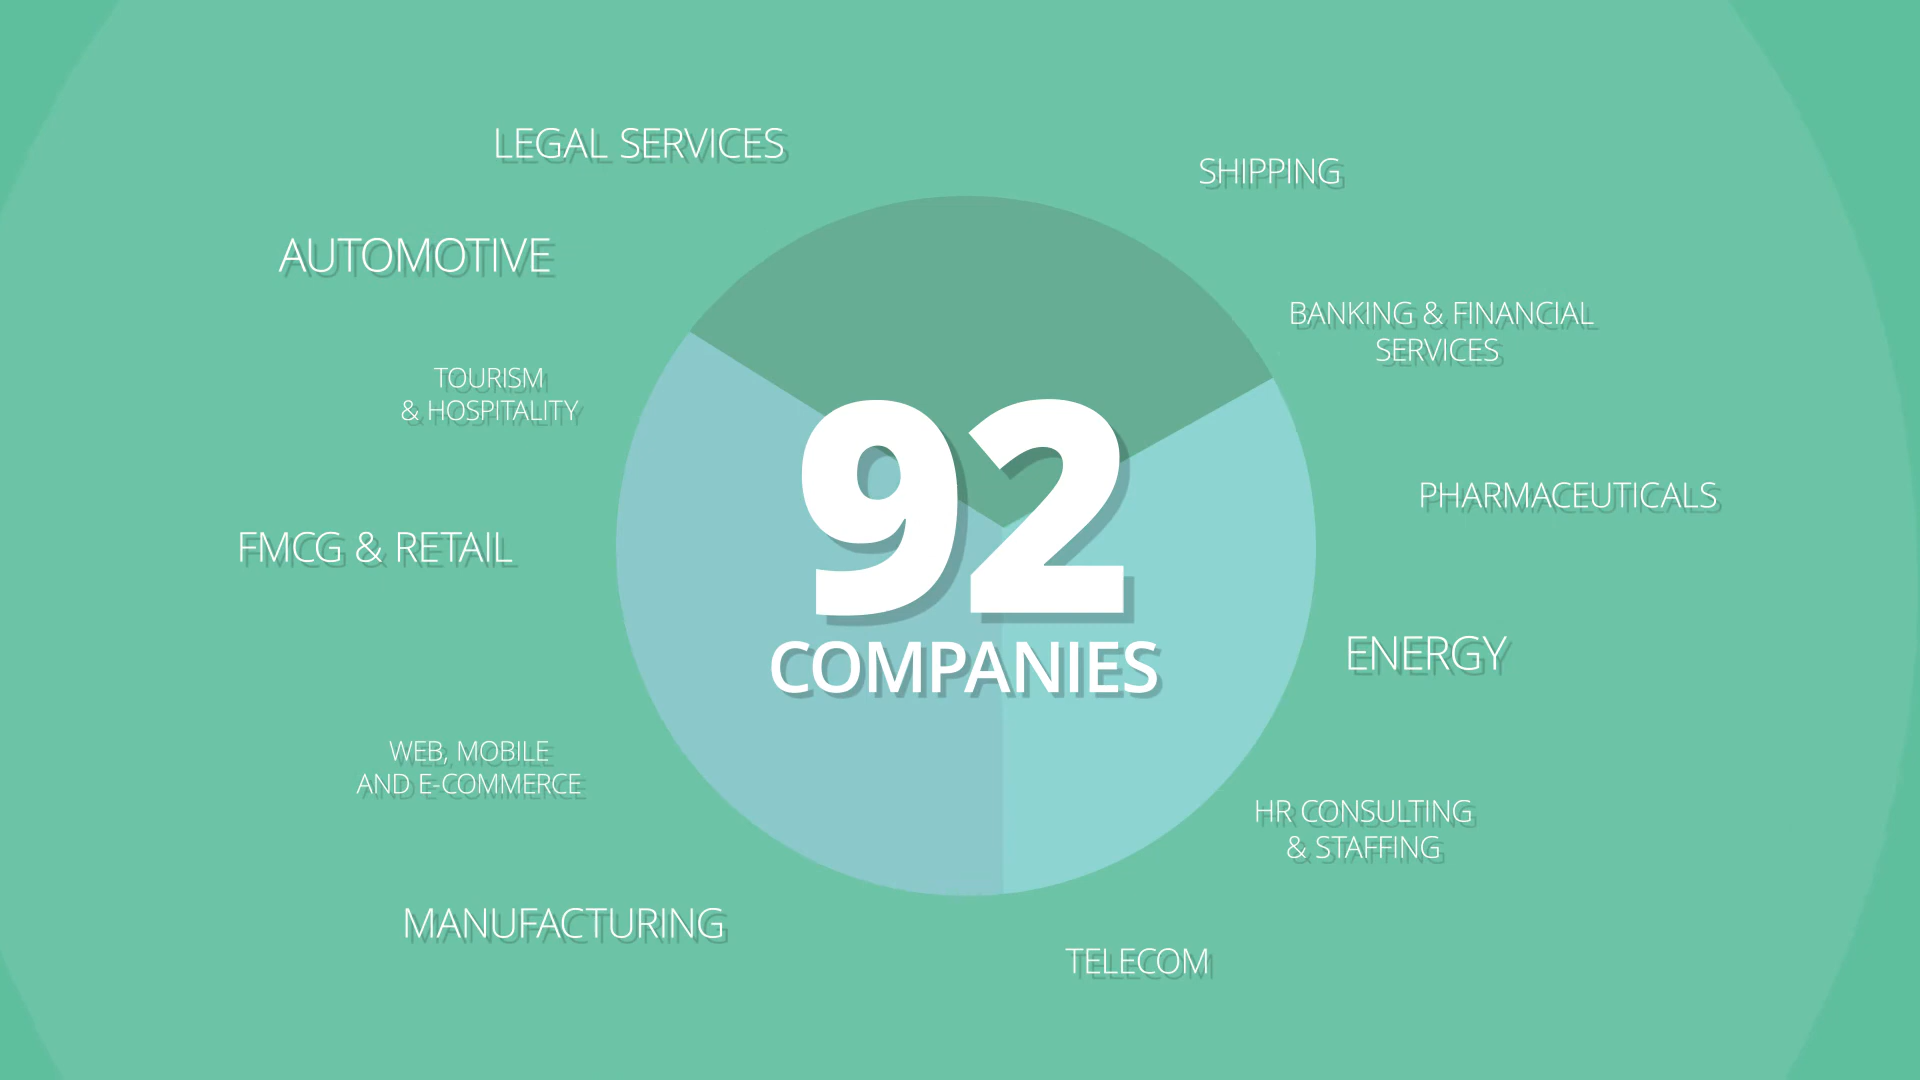 LEGAL SERVICES
SHIPPING
AUTOMOTIVE
BANKING & FINANCIAL
SERVICES
TOURISM
& HOSPITALITY
92
COMPANIES
PHARMACEUTICALS
FMCG & RETAIL
ENERGY
WEB, MOBILE
AND E-COMMERCE
HR CONSULTING
& STAFFING
MANUFACTURING
TELECOM